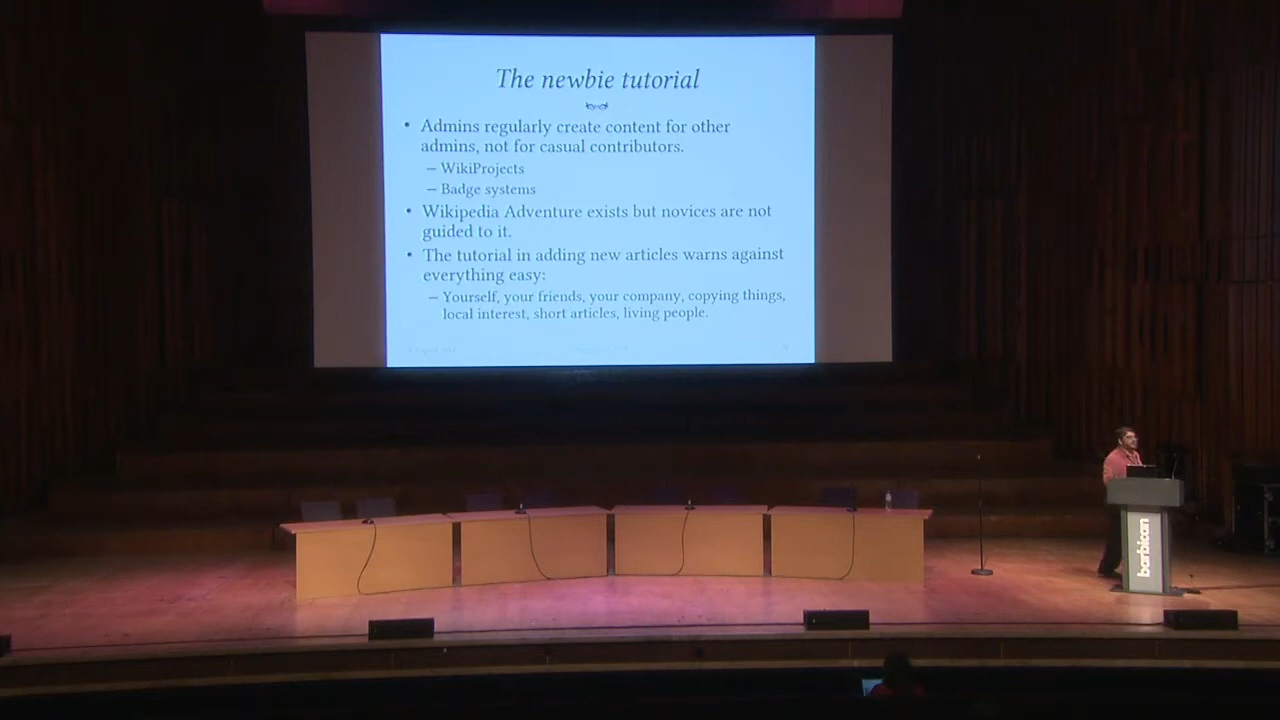 The newbie tutorial
• Admins regularly create content for other
admins, not for casual contributors.
– WikiProjects
– Badge systems
• Wikipedia Adventure exists but novices are not
guided to it.
• The tutorial in adding new articles warns against
everything easy:
– Yourself, your friends, your company, copying things,
local interest, short articles, living people.
barbican